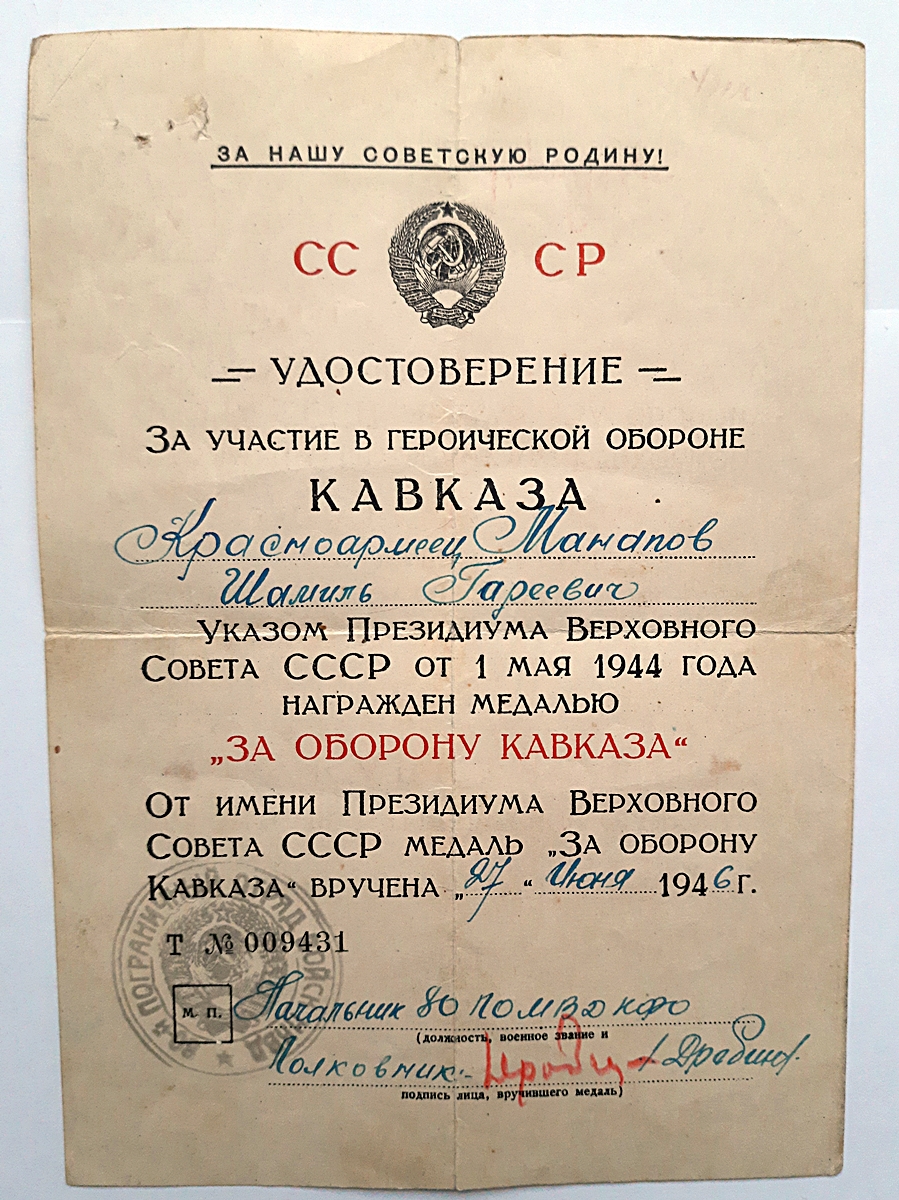 ЗА НАШУ СОВЕТСКУЮ РОДИНУ!
СС СР
УДОСТОВЕРЕНИЕ
ЗА УЧАСТИЕ В ГЕРОИЧЕСКОЙ ОБОРОНЕ
КАВКАЗА
Красноармеец Манапов
Шамиль Гареевич
УКАЗОМ ПРЕЗИДИУМА ВЕРХОВНОГО
СОВЕТА СССР ОТ 1 МАЯ 1944 ГОДА
НАГРАЖДЕН МЕДАЛЬЮ
„ЗА ОБОРОНУ КАВКАЗА“
ОТ ИМЕНИ ПРЕЗИДИУМА ВЕРХОВНОГО
СОВЕТА СССР МЕДАЛЬ „ЗА ОБОРОНУ
КАВКАЗА“ ВРУЧЕНА „27“ Июня 1946 г.
Т № 009431
М. П.
Начальник 80 ПОМВДКФО
(должность, военное звание и
Полковник
подпись лица, вручившего медаль)